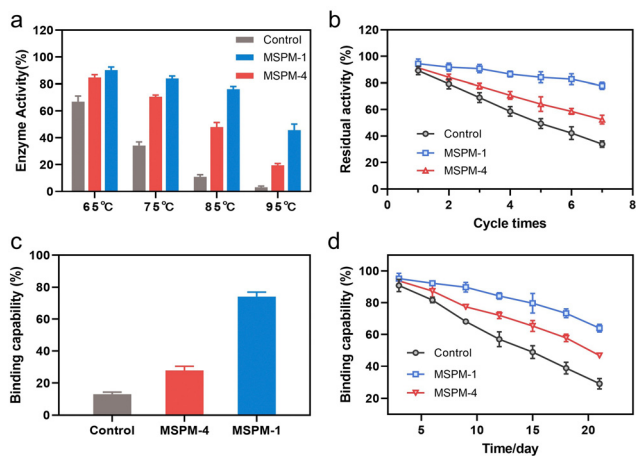 a
Enzyme Activity(%)
120
100
80
60
40
20
0
65℃
75℃
85℃
95℃
Control
MSPM-1
MSPM-4
b
Residual activity (%)
120
100
80
60
40
20
0
2
4
6
8
Cycle times
Control
MSPM-1
MSPM-4
c
Binding capability (%)
100
80
60
40
20
0
Control
MSPM-4
MSPM-1
d
Binding capability (%)
100
80
60
40
20
5
10
15
20
Time/day
Control
MSPM-1
MSPM-4